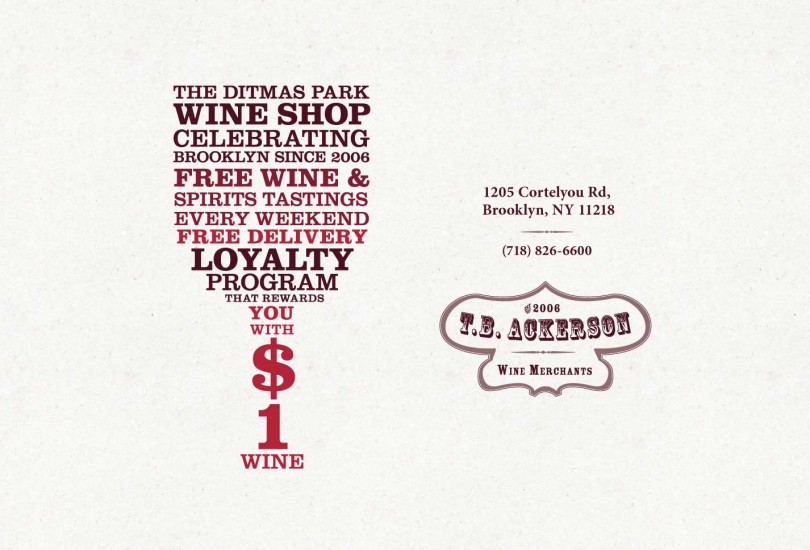 THE DITMAS PARK
WINE SHOP
CELEBRATING
BROOKLYN SINCE 2006
FREE WINE &
SPIRITS TASTINGS
EVERY WEEKEND
FREE DELIVERY
LOYALTY
PROGRAM
THAT REWARDS
YOU
WITH
$
1
WINE
1205 Cortelyou Rd,
Brooklyn, NY 11218
(718) 826-6600
2006
T.B. ACKERSON
WINE MERCHANTS